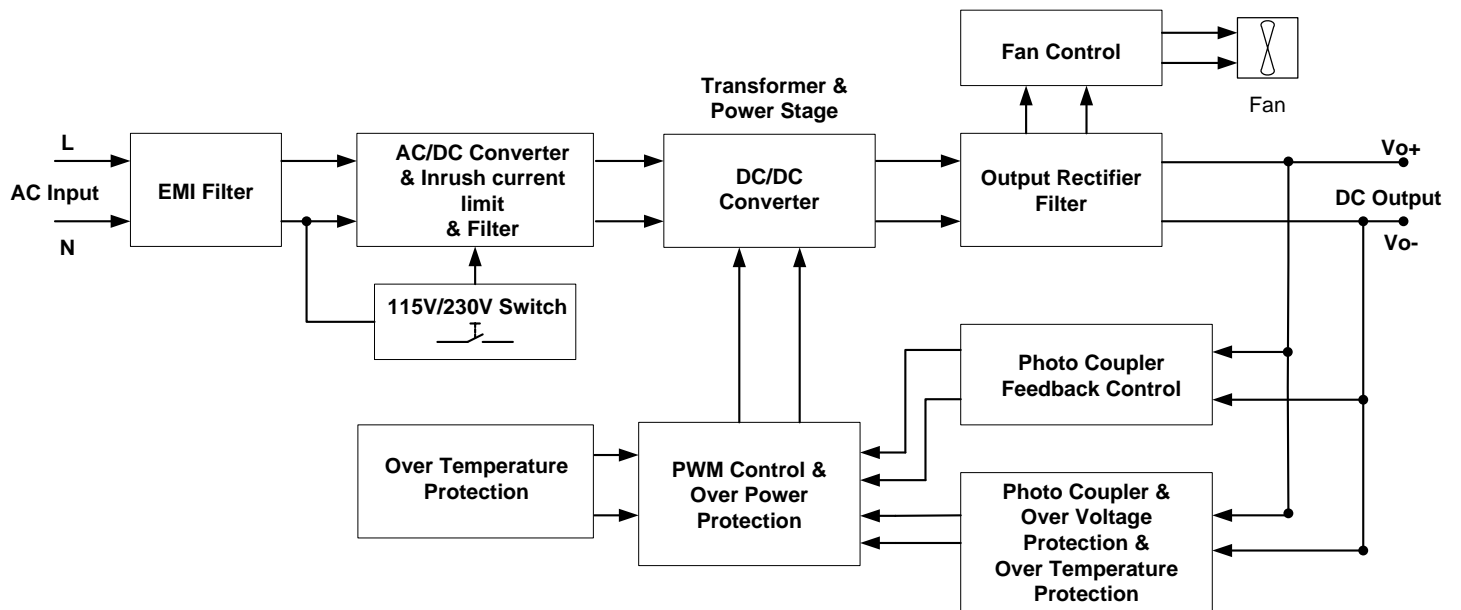 Fan Control
Fan
Transformer &
Power Stage
L
AC Input
N
EMI Filter
AC/DC Converter
& Inrush current
limit
& Filter
DC/DC
Converter
Output Rectifier
Filter
Vo+
DC Output
Vo-
115V/230V Switch
Photo Coupler
Feedback Control
Over Temperature
Protection
PWM Control &
Over Power
Protection
Photo Coupler &
Over Voltage
Protection &
Over Temperature
Protection